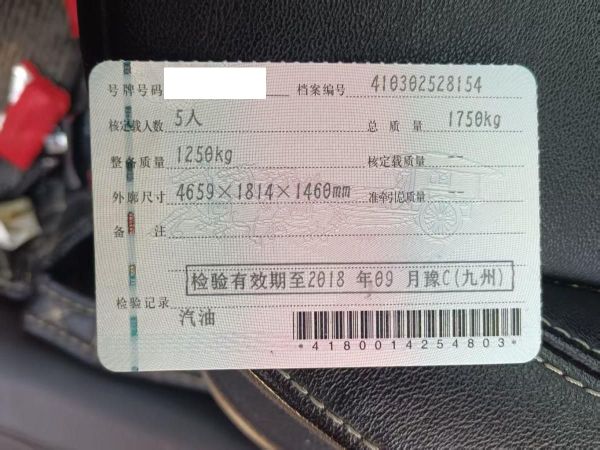 号牌号码 档案编号 410302528154
核定载人数 5人 总质量 1750kg
整备质量 1250kg 核定载质量 --
外廓尺寸 4659×1814×1460mm 准牵引总质量 --
备注
检验有效期至2018 年09 月豫C(九州)
检验记录
汽油
*4180014254803*